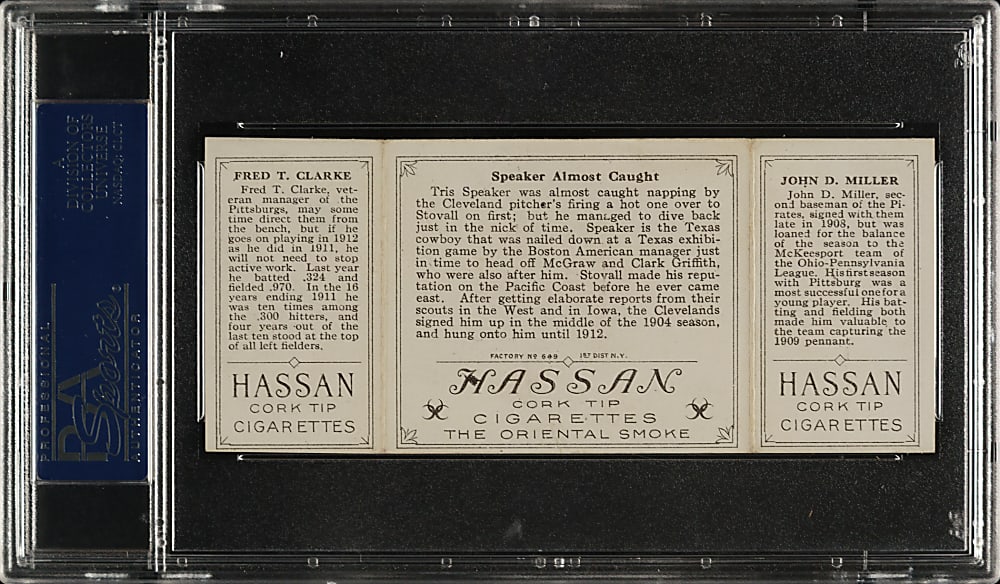 A
DIVISION OF
COLLECTORS
UNIVERSE
NASDAQ: CLCT
PROFESSIONAL
PSA
Sports
AUTHENTICATOR
FRED T. CLARKE
Fred T. Clarke, vet-
eran manager of the
Pittsburgs, may some
time direct them from
the bench, but if he
goes on playing in 1912
as he did in 1911, he
will not need to stop
active work. Last year
he batted .324 and
fielded .970. In the 16
years ending 1911 he
was ten times among
the .300 hitters, and
four years out of the
last ten stood at the top
of all left fielders.
HASSAN
CORK TIP
CIGARETTES
Speaker Almost Caught
Tris Speaker was almost caught napping by
the Cleveland pitcher's firing a hot one over to
Stovall on first; but he managed to dive back
just in the nick of time. Speaker is the Texas
cowboy that was nailed down at a Texas exhibi-
tion game by the Boston American manager just
in time to head off McGraw and Clark Griffith,
who were also after him. Stovall made his repu-
tation on the Pacific Coast before he ever came
east. After getting elaborate reports from their
scouts in the West and in Iowa, the Clevelands
signed him up in the middle of the 1904 season,
and hung onto him until 1912.
FACTORY Nº 649 1ST DIST N.Y.
HASSAN
CORK TIP
CIGARETTES
THE ORIENTAL SMOKE
JOHN D. MILLER
John D. Miller, sec-
ond baseman of the Pi-
rates, signed with them
late in 1908, but was
loaned for the balance
of the season to the
McKeesport team of
the Ohio-Pennsylvania
League. His first season
with Pittsburg was a
most successful one for a
young player. His bat-
ting and fielding both
made him valuable to
the team capturing the
1909 pennant.
HASSAN
CORK TIP
CIGARETTES